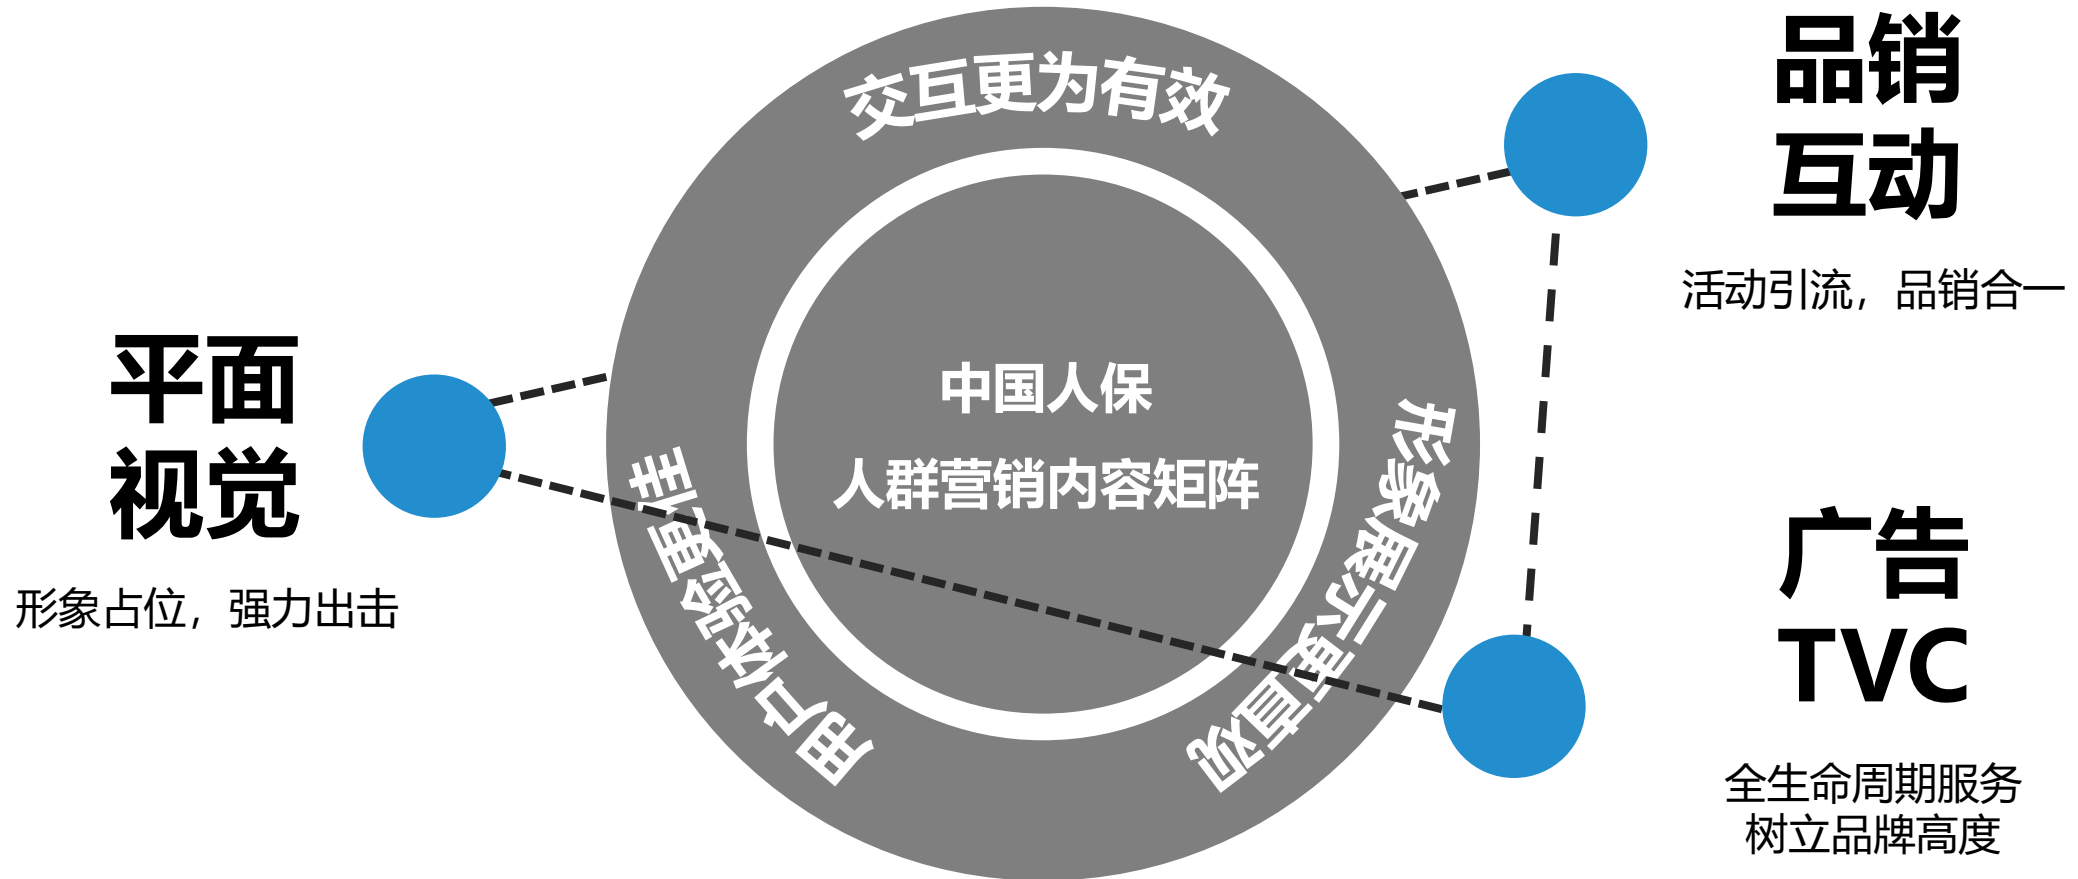 交互更为有效
品销
互动
活动引流，品销合一
平面
视觉
形象占位，强力出击
中国人保
人群营销内容矩阵
用户体验更佳
形象展示更直观
广告
TVC
全生命周期服务
树立品牌高度